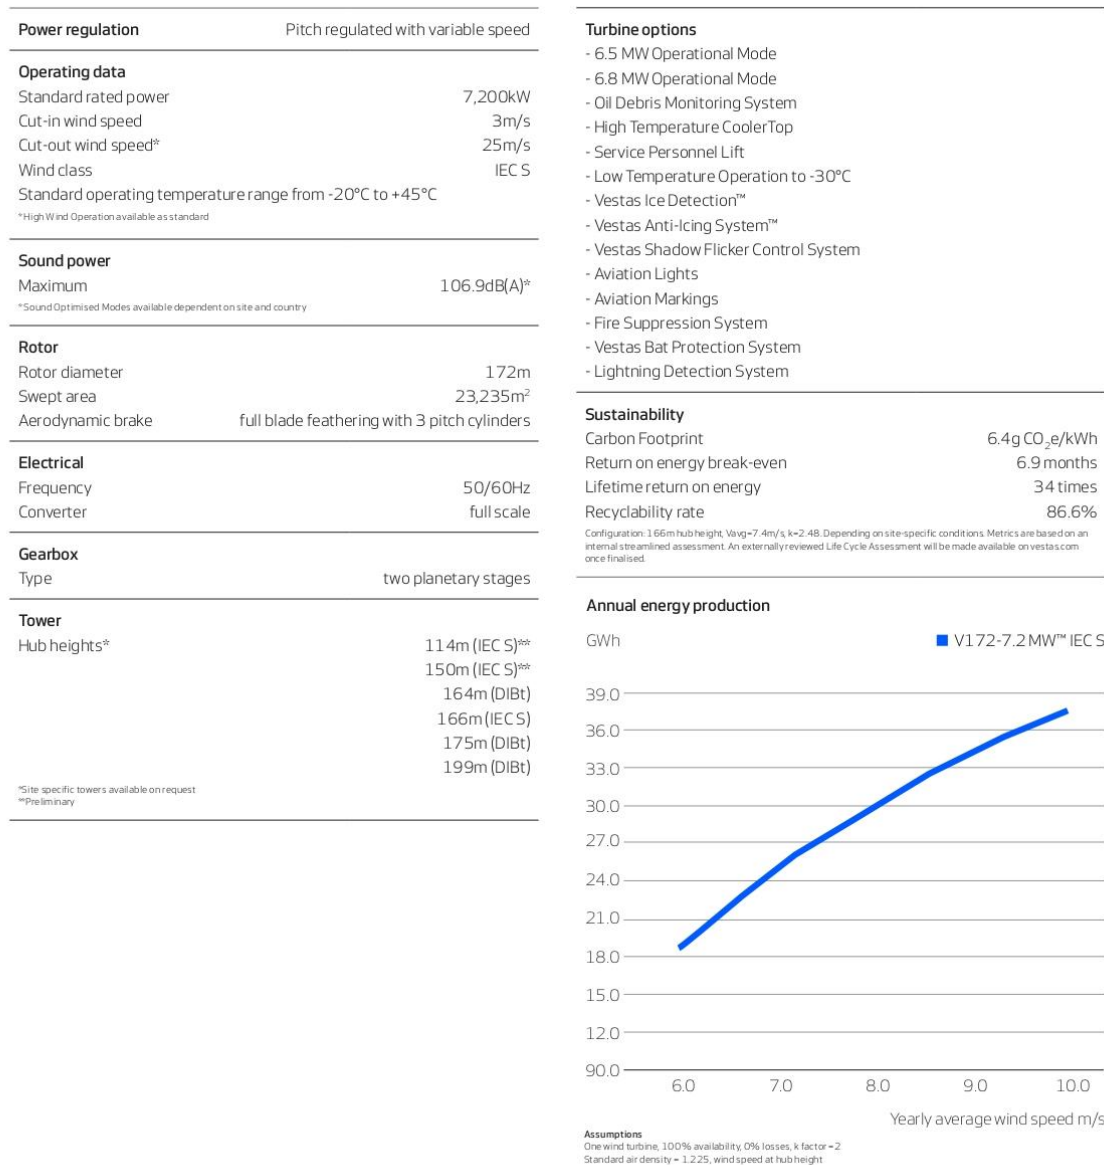 Power regulation Pitch regulated with variable speed
Operating data
Standard rated power 7,200kW
Cut-in wind speed 3m/s
Cut-out wind speed* 25m/s
Wind class IEC S
Standard operating temperature range from -20°C to +45°C
*High Wind Operation available as standard
Sound power
Maximum 106.9dB(A)*
*Sound Optimised Modes available dependent on site and country
Rotor
Rotor diameter 172m
Swept area 23,235m²
Aerodynamic brake full blade feathering with 3 pitch cylinders
Electrical
Frequency 50/60Hz
Converter full scale
Gearbox
Type two planetary stages
Tower
Hub heights* 114m (IEC S)**
150m (IEC S)**
164m (DIBt)
166m (IEC S)
175m (DIBt)
199m (DIBt)
*Site specific towers available on request
**Preliminary
Turbine options
- 6.5 MW Operational Mode
- 6.8 MW Operational Mode
- Oil Debris Monitoring System
- High Temperature CoolerTop
- Service Personnel Lift
- Low Temperature Operation to -30°C
- Vestas Ice Detection™
- Vestas Anti-Icing System™
- Vestas Shadow Flicker Control System
- Aviation Lights
- Aviation Markings
- Fire Suppression System
- Vestas Bat Protection System
- Lightning Detection System
Sustainability
Carbon Footprint 6.4g CO₂e/kWh
Return on energy break-even 6.9 months
Lifetime return on energy 34 times
Recyclability rate 86.6%
Configuration: 166m hub height, Vavg=7.4m/s, k=2.48. Depending on site-specific conditions. Metrics are based on an
internal streamlined assessment. An externally reviewed Life Cycle Assessment will be made available on vestas.com
once finalised.
Annual energy production
GWh V172-7.2 MW™ IEC S
39.0
36.0
33.0
30.0
27.0
24.0
21.0
18.0
15.0
12.0
90.0
6.0 7.0 8.0 9.0 10.0
Yearly average wind speed m/s
Assumptions
One wind turbine, 100% availability, 0% losses, k factor =2
Standard air density = 1.225, wind speed at hub height